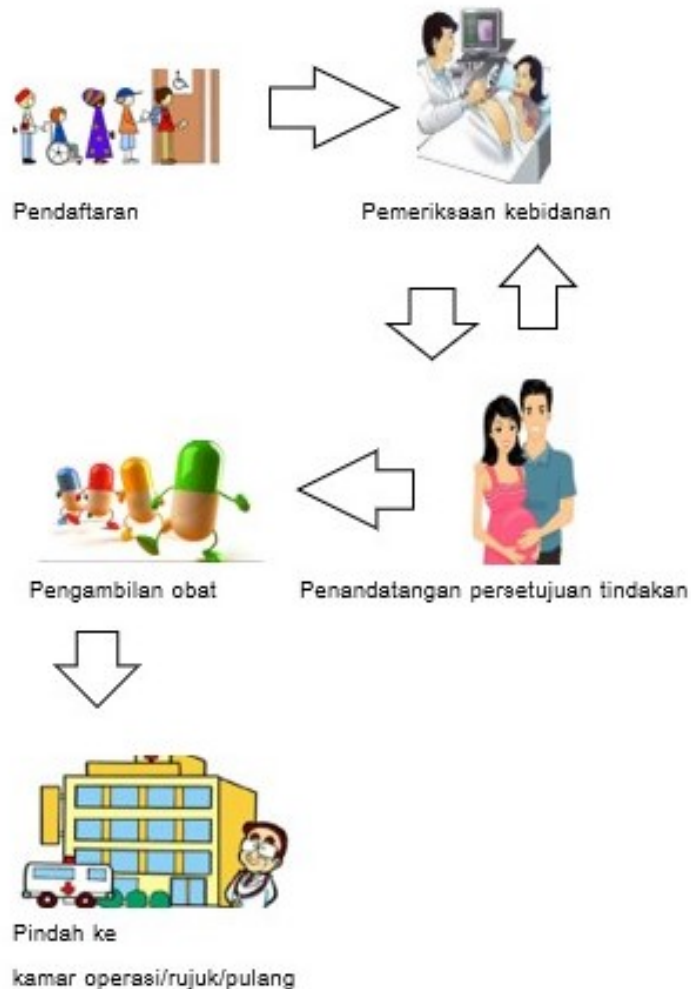 Pendaftaran
Pemeriksaan kebidanan
Pengambilan obat
Penandatangan persetujuan tindakan
Pindah ke
kamar operasi/rujuk/pulang